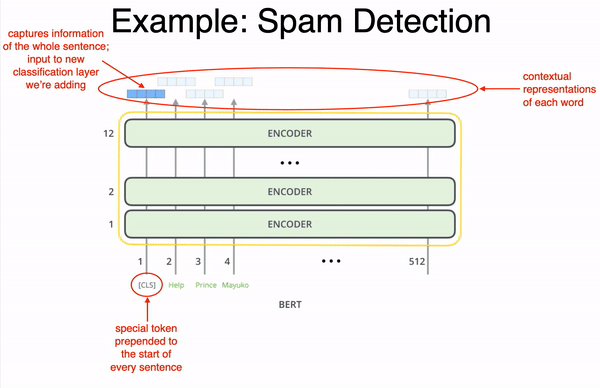 Example: Spam Detection
captures information
of the whole sentence;
input to new
classification layer
we're adding
contextual
representations
of each word
12
ENCODER
•••
2
ENCODER
1
ENCODER
1
2
3
4
•••
512
[CLS]
Help
Prince
Mayuko
BERT
special token
prepended to
the start of
every sentence